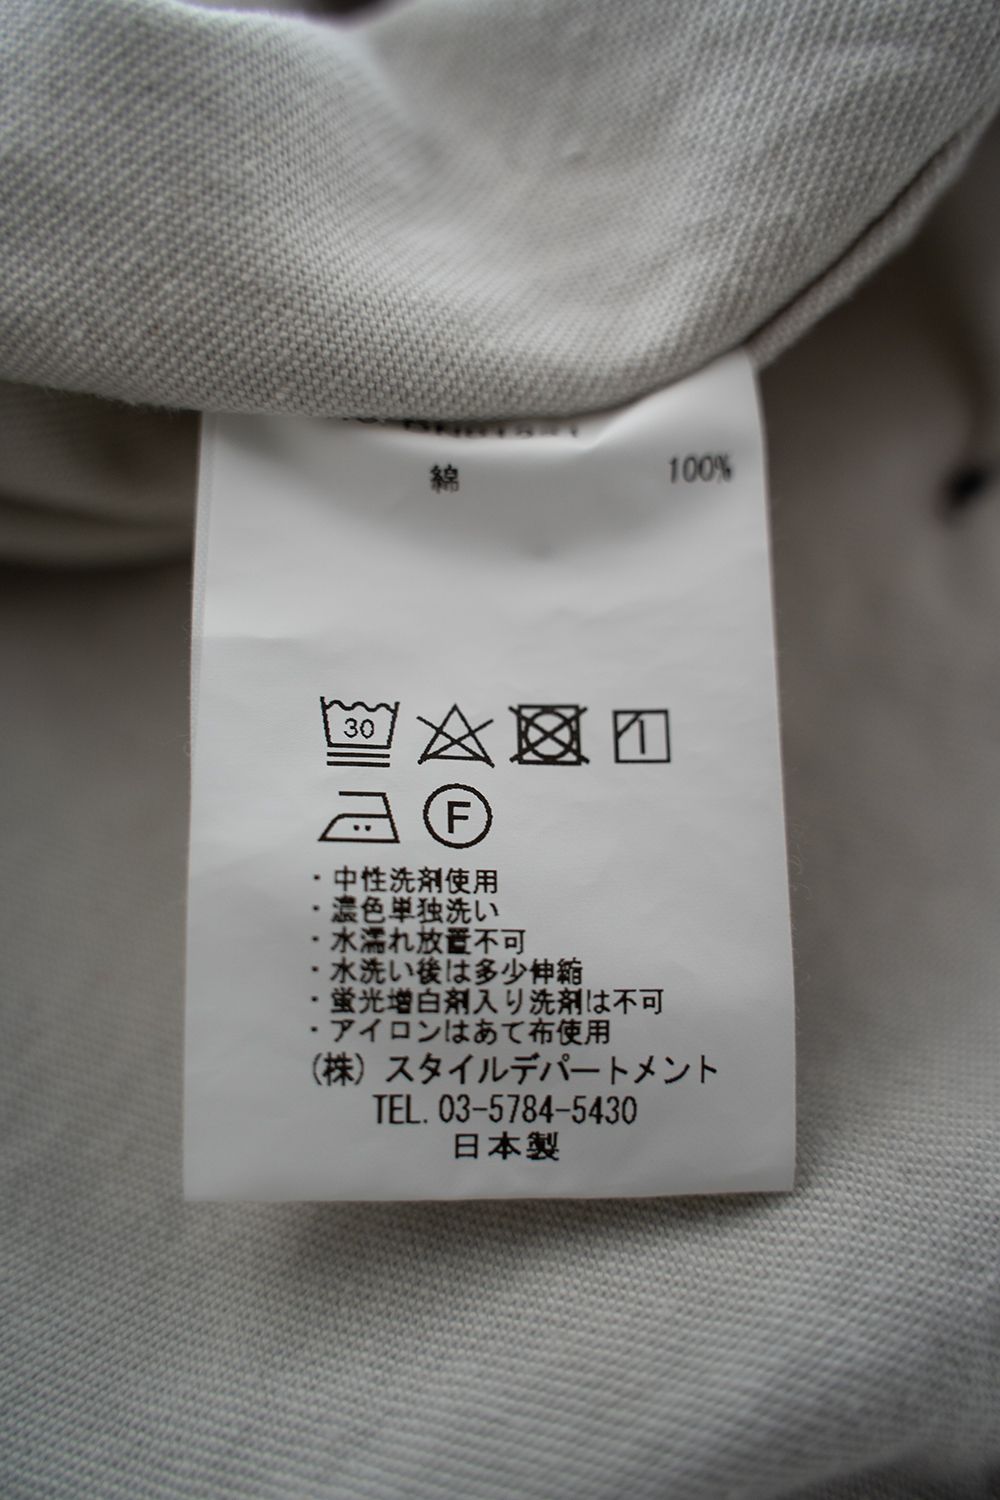 綿 100%
30
F
・中性洗剤使用
・濃色単独洗い
・水濡れ放置不可
・水洗い後は多少伸縮
・蛍光増白剤入り洗剤は不可
・アイロンはあて布使用
(株) スタイルデパートメント
TEL. 03-5784-5430
日本製